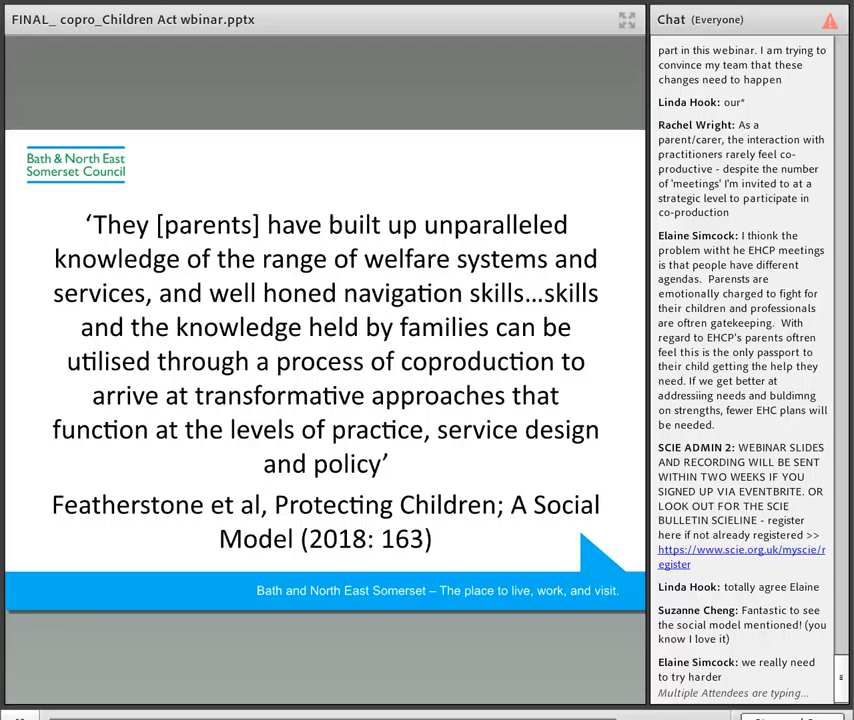 FINAL_ copro_Children Act wbinar.pptx
Bath & North East
Somerset Council
‘They [parents] have built up unparalleled
knowledge of the range of welfare systems and
services, and well honed navigation skills...skills
and the knowledge held by families can be
utilised through a process of coproduction to
arrive at transformative approaches that
function at the levels of practice, service design
and policy’
Featherstone et al, Protecting Children; A Social
Model (2018: 163)
Bath and North East Somerset – The place to live, work, and visit.
Chat (Everyone)
part in this webinar. I am trying to
convince my team that these
changes need to happen
Linda Hook: our*
Rachel Wright: As a
parent/carer, the interaction with
practitioners rarely feel co-
productive - despite the number
of 'meetings' I'm invited to at a
strategic level to participate in
co-production
Elaine Simcock: I thionk the
problem witht he EHCP meetings
is that people have different
agendas. Parensts are
emotionally charged to fight for
their children and professionals
are oftren gatekeeping. With
regard to EHCP's parents oftren
feel this is the only passport to
their child getting the help they
need. If we get better at
addressiing needs and buldimng
on strengths, fewer EHC plans will
be needed.
SCIE ADMIN 2: WEBINAR SLIDES
AND RECORDING WILL BE SENT
WITHIN TWO WEEKS IF YOU
SIGNED UP VIA EVENTBRITE. OR
LOOK OUT FOR THE SCIE
BULLETIN SCIELINE - register
here if not already registered >>
https://www.scie.org.uk/myscie/r
egister
Linda Hook: totally agree Elaine
Suzanne Cheng: Fantastic to see
the social model mentioned! (you
know I love it)
Elaine Simcock: we really need
to try harder
Multiple Attendees are typing...